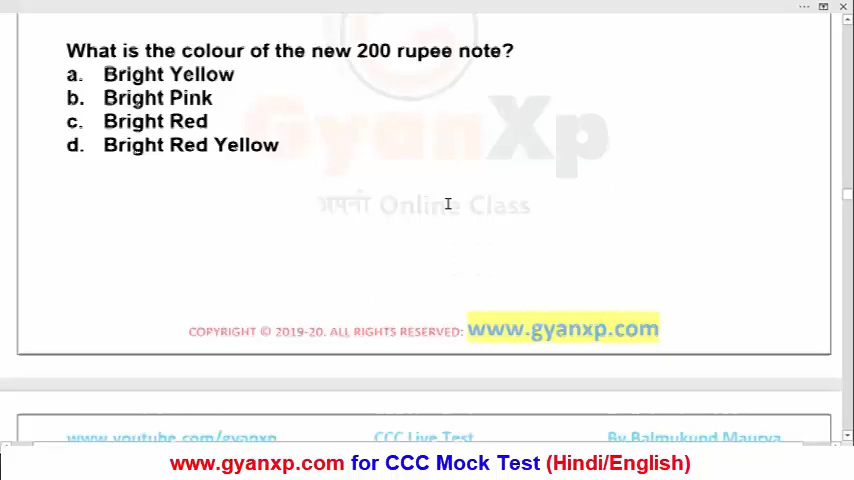 What is the colour of the new 200 rupee note?
a. Bright Yellow
b. Bright Pink
c. Bright Red
d. Bright Red Yellow
GyanXp
अपनी Online Class
COPYRIGHT © 2019-20. ALL RIGHTS RESERVED: www.gyanxp.com
www.youtube.com/gyanxp CCC Live Test By Balmukund Maurya
www.gyanxp.com for CCC Mock Test (Hindi/English)